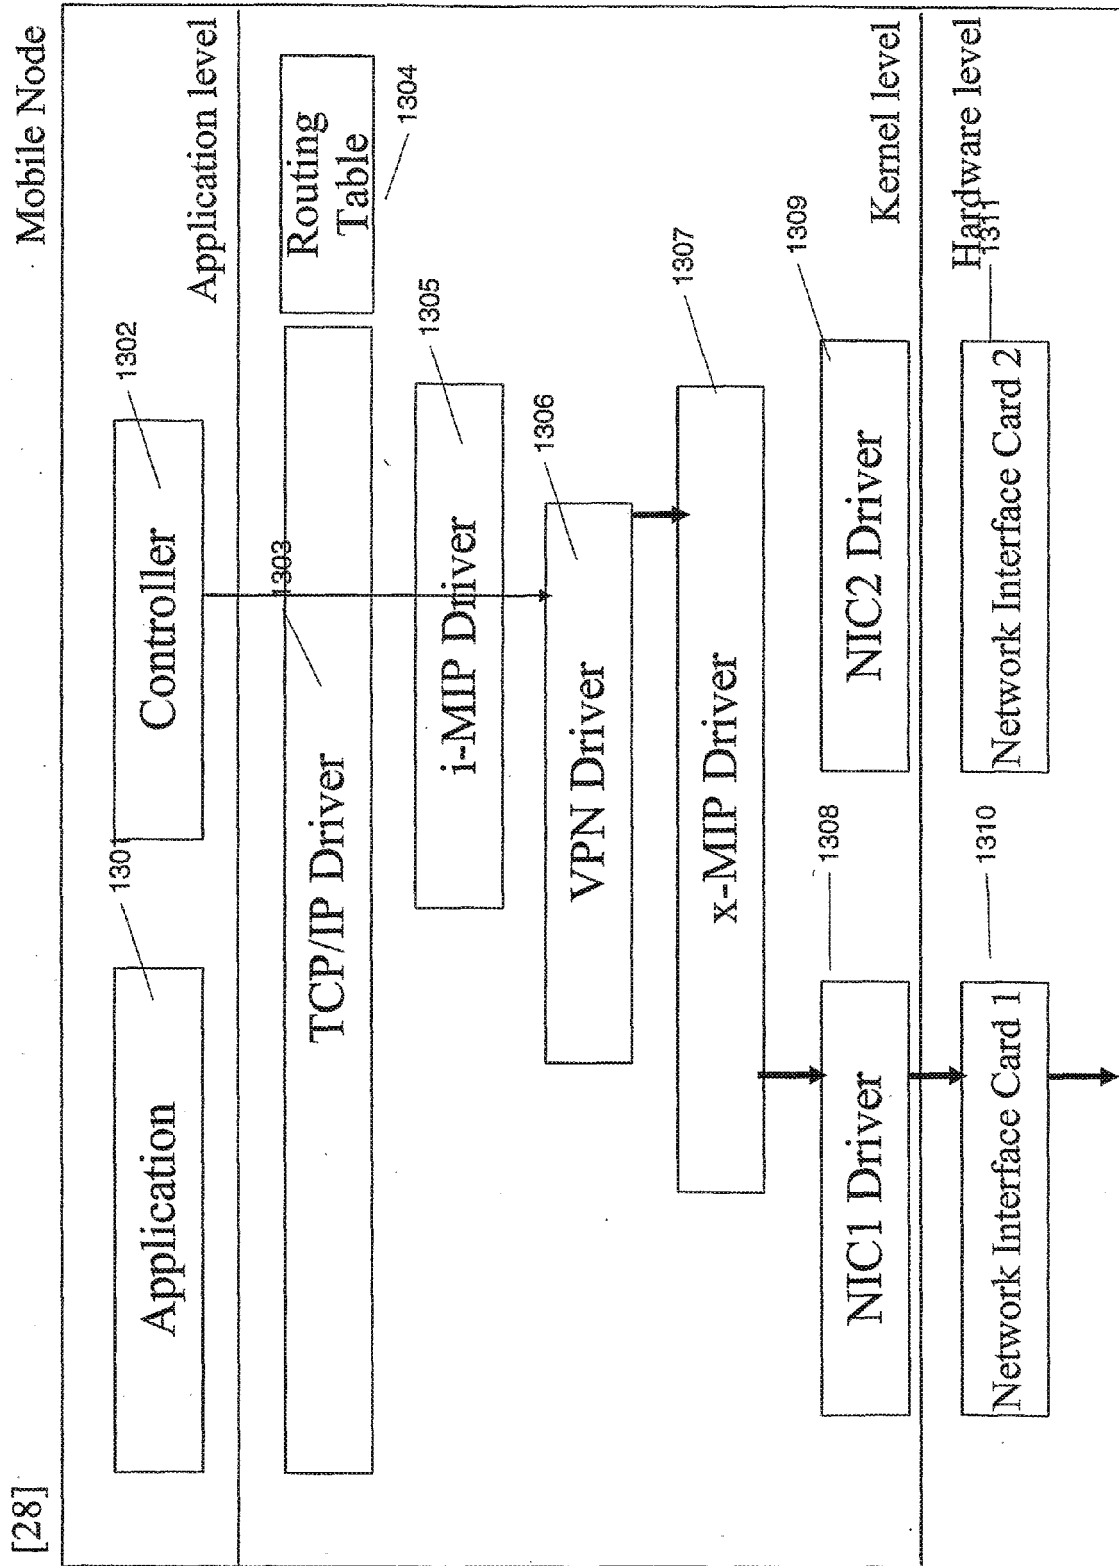 [28]
Mobile Node
Application
1301
Controller
1302
Application level
TCP/IP Driver
1303
Routing
Table
1304
i-MIP Driver
1305
VPN Driver
1306
x-MIP Driver
1307
NIC1 Driver
1308
NIC2 Driver
1309
Kernel level
Network Interface Card 1
1310
Network Interface Card 2
1311
Hardware level